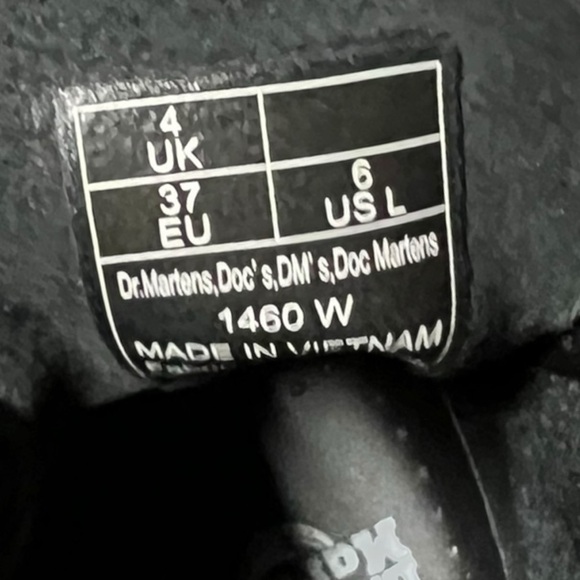 4
UK
37
EU
6
US L
Dr.Martens,Doc' s,DM' s,Doc Martens
1460 W
MADE IN VIETNAM